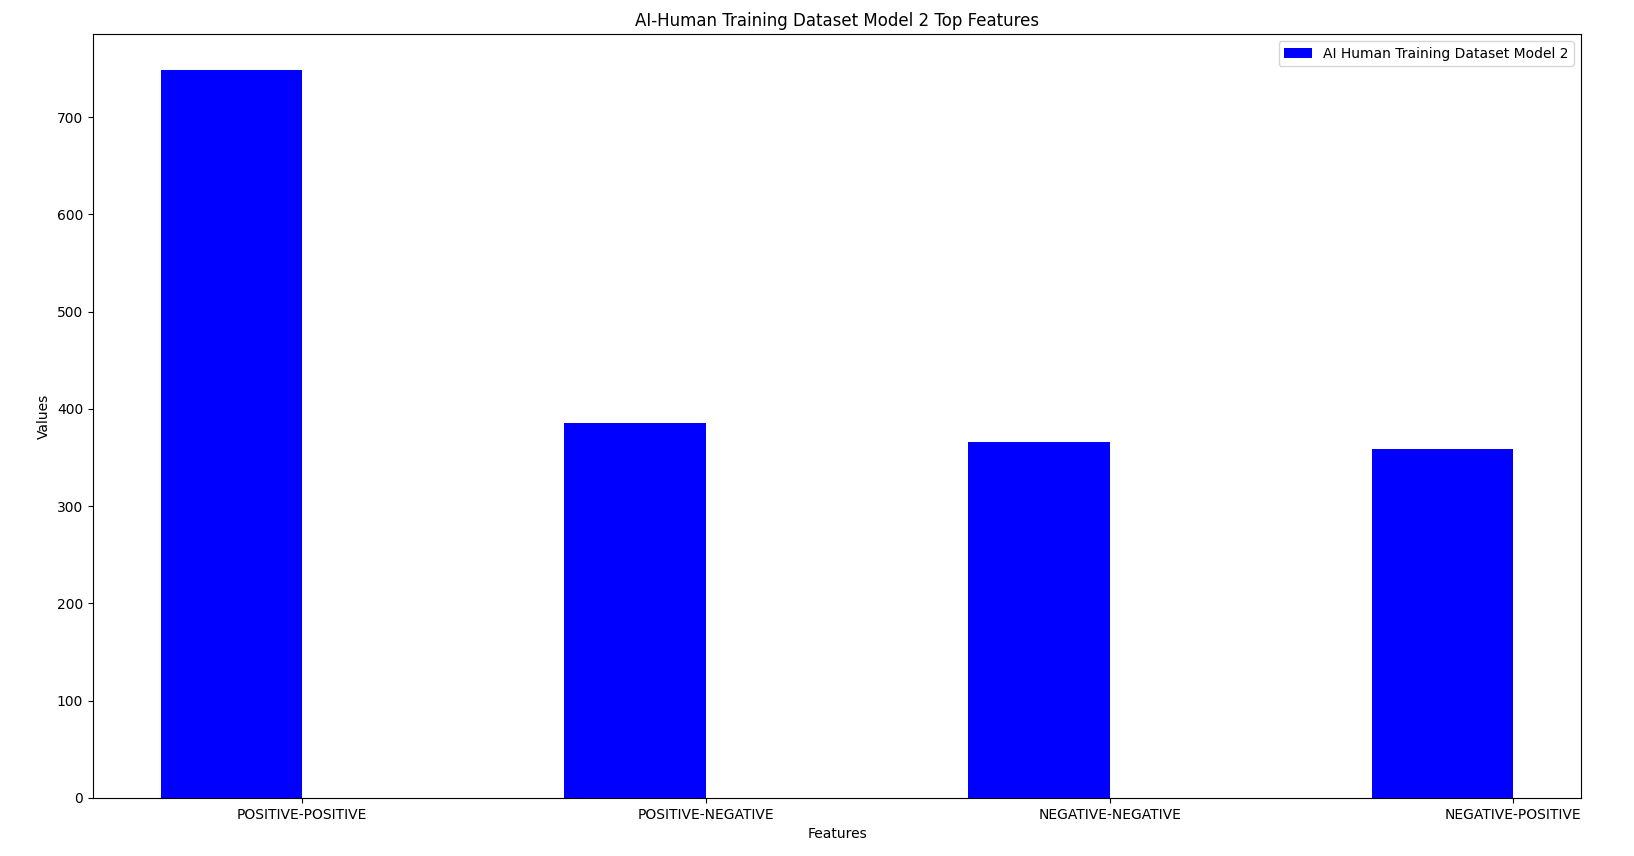 AI-Human Training Dataset Model 2 Top Features
AI Human Training Dataset Model 2
700
600
500
400
300
200
100
0
Values
POSITIVE-POSITIVE POSITIVE-NEGATIVE NEGATIVE-NEGATIVE NEGATIVE-POSITIVE
Features